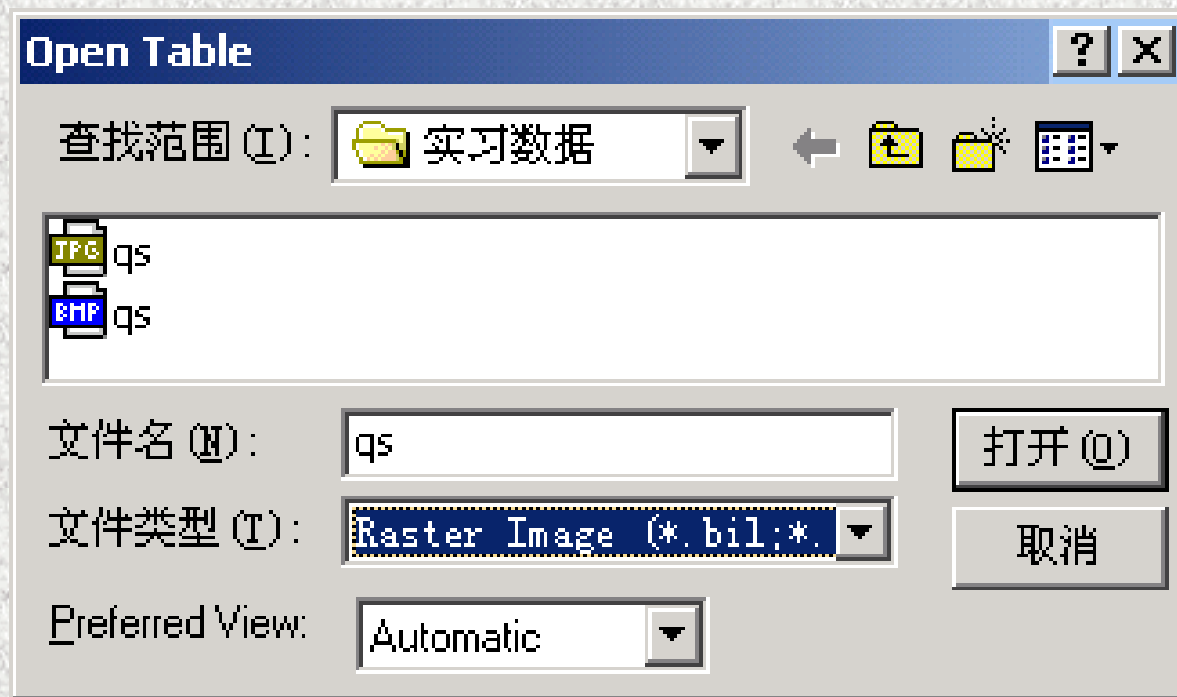 Open Table
查找范围(I): 实习数据
JPG qs
BMP qs
文件名(N): qs 打开(O)
文件类型(T): Raster Image (*.bil;*. 取消
Preferred View: Automatic